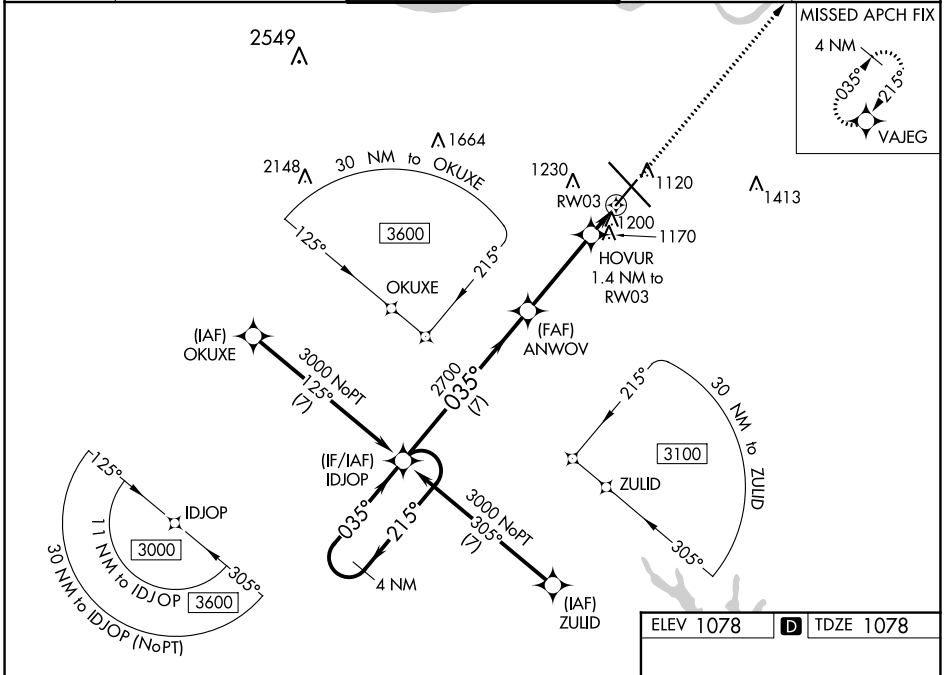 MISSED APCH FIX
4 NM
035°
215°
VAJEG
2549
1664
2148
30 NM to OKUXE
3600
125°
215°
OKUXE
1230
1120
RW03
1413
1200
1170
HOVUR
1.4 NM to
RW03
(FAF)
ANWOV
(IAF)
OKUXE
3000 NoPT
125°
(7)
2700
035°
(7)
(IF/IAF)
IDJOP
035°
215°
4 NM
3000 NoPT
305°
(7)
(IAF)
ZULID
215°
30 NM to ZULID
3100
ZULID
305°
125°
IDJOP
3000
11 NM to IDJOP
3600
305°
30 NM to IDJOP (NoPT)
ELEV 1078 D TDZE 1078